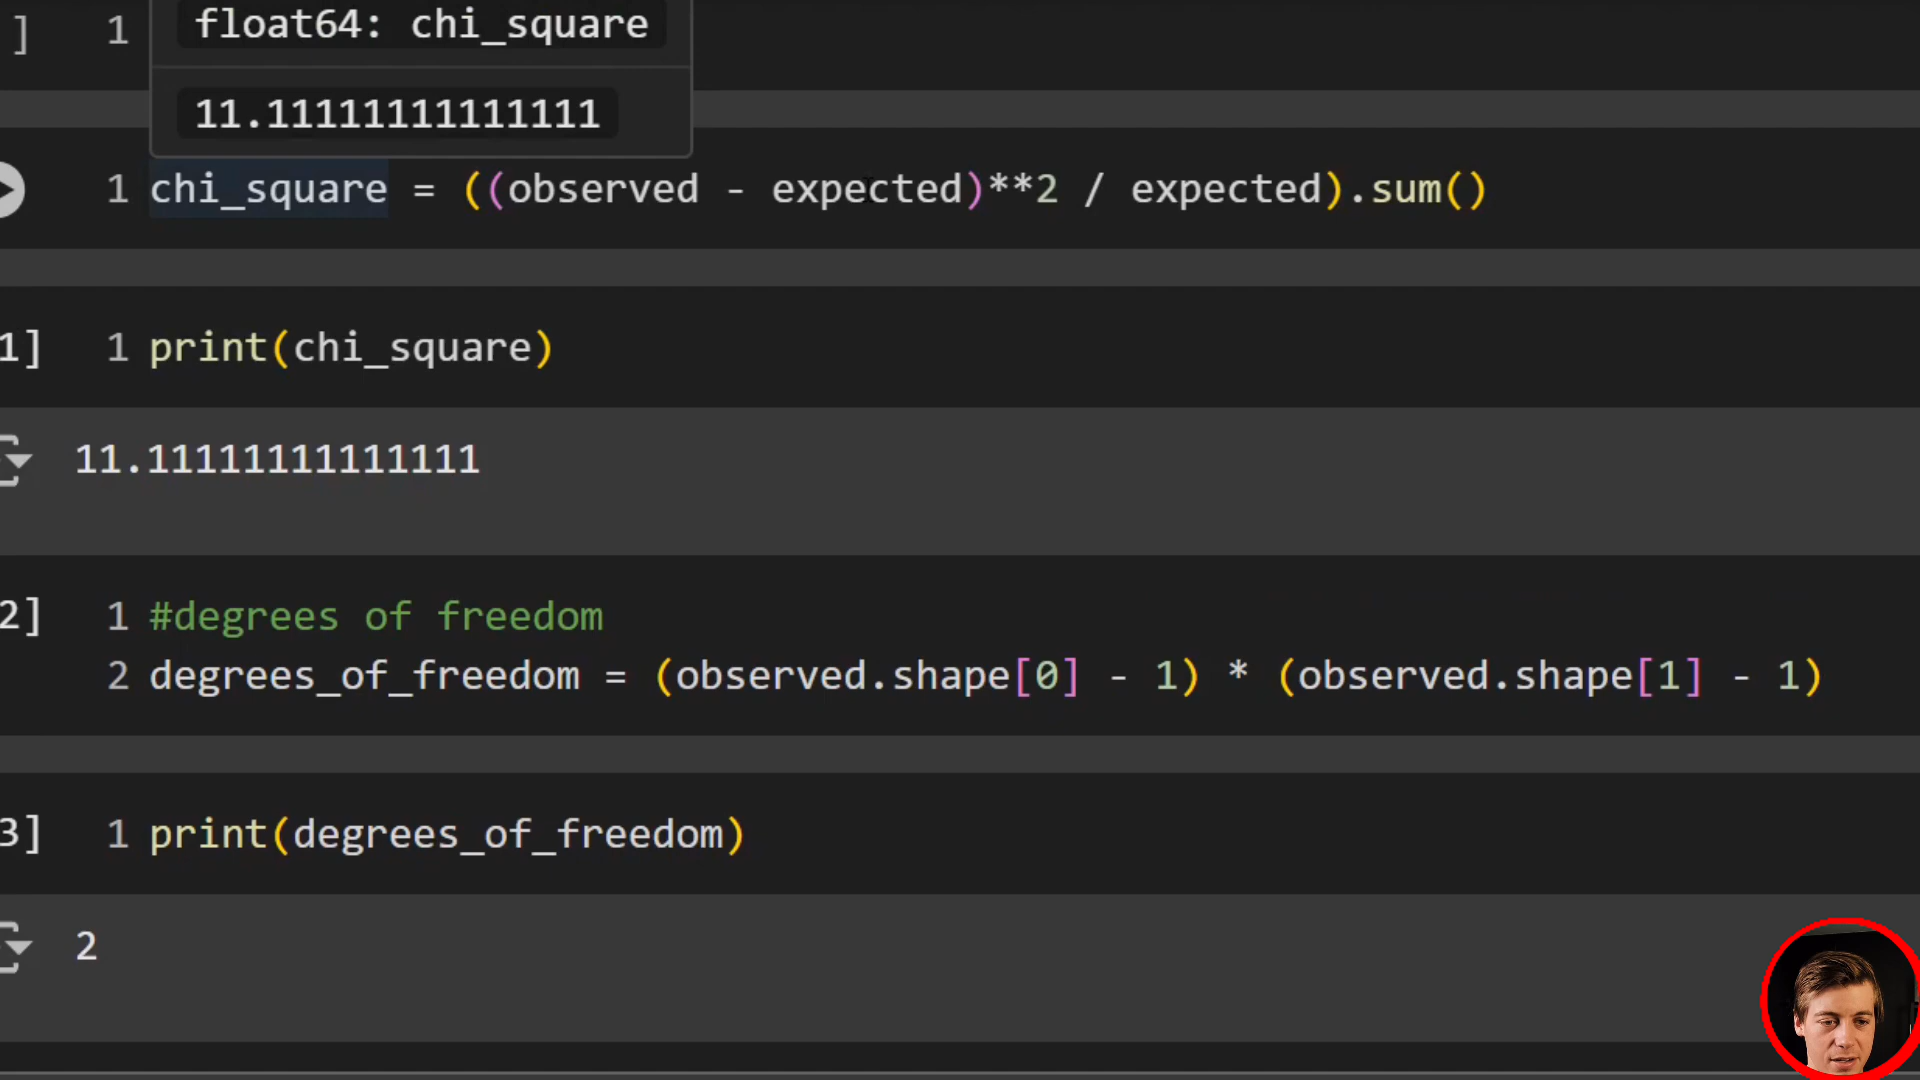 float64: chi_square
] 1
11.11111111111111
1 chi_square = ((observed - expected)**2 / expected).sum()
1] 1 print(chi_square)
11.11111111111111
2] 1 #degrees of freedom
2 degrees_of_freedom = (observed.shape[0] - 1) * (observed.shape[1] - 1)
3] 1 print(degrees_of_freedom)
2